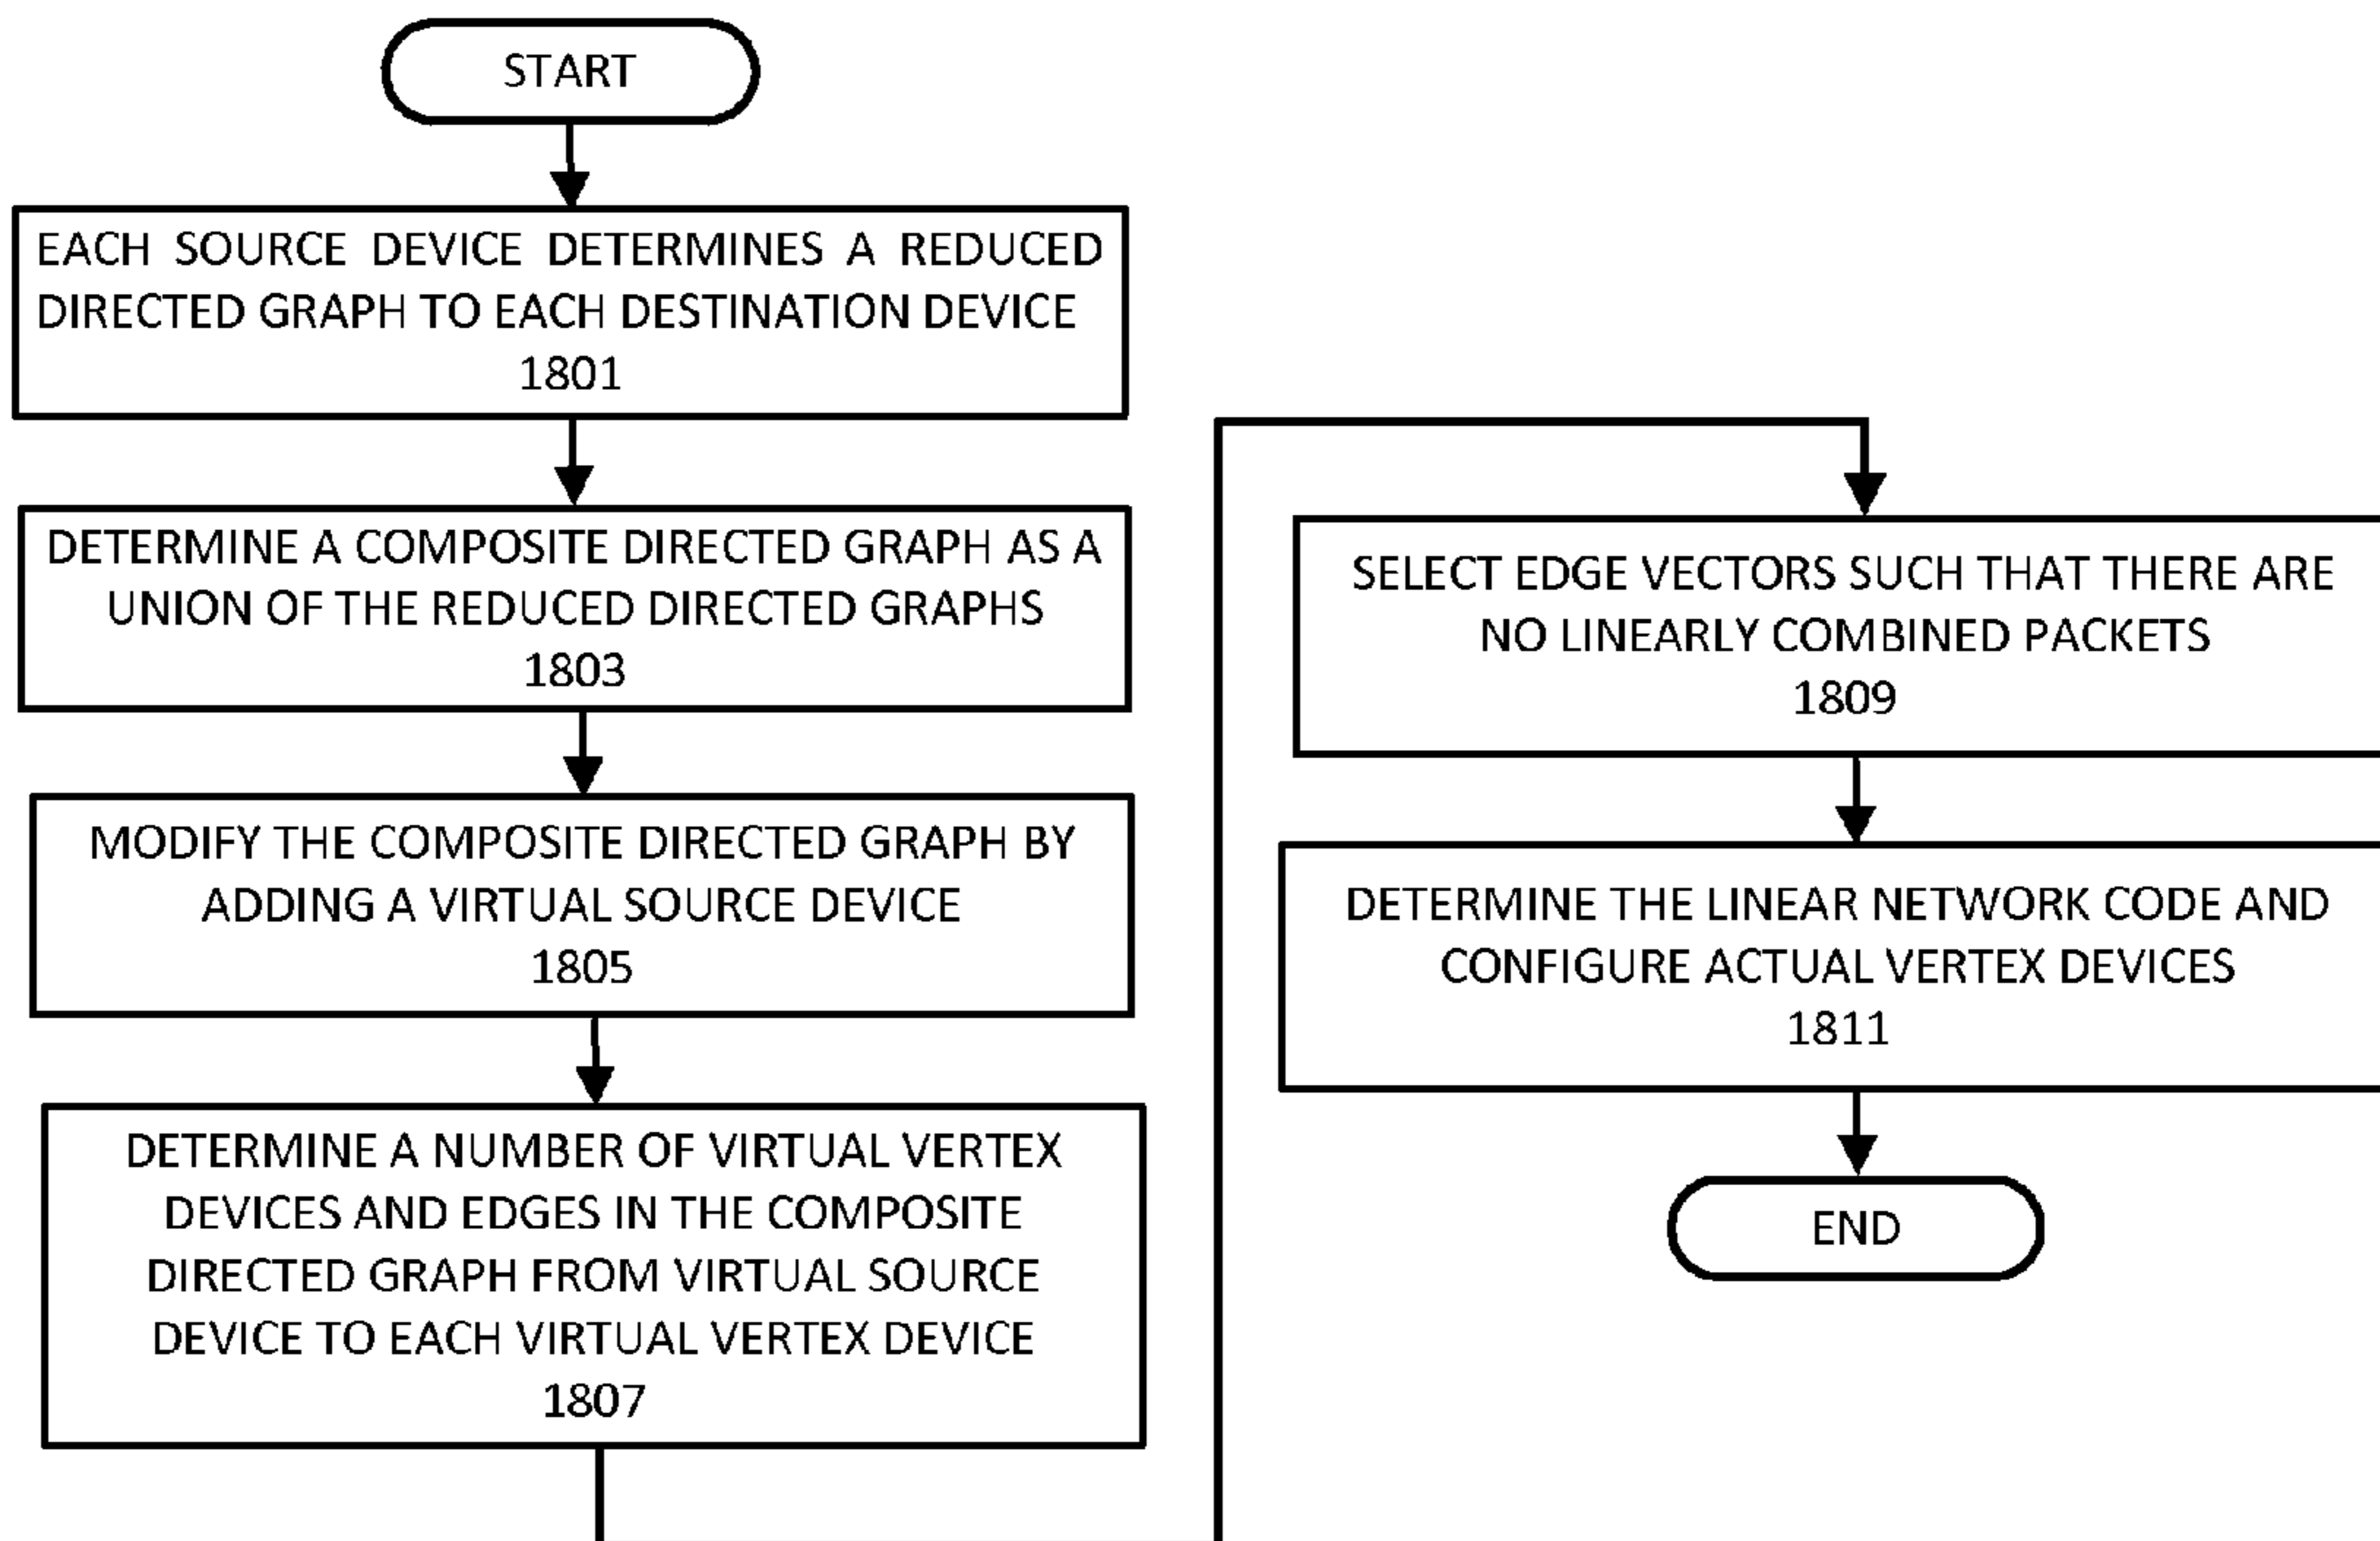 START
EACH SOURCE DEVICE DETERMINES A REDUCED
DIRECTED GRAPH TO EACH DESTINATION DEVICE
1801
DETERMINE A COMPOSITE DIRECTED GRAPH AS A
UNION OF THE REDUCED DIRECTED GRAPHS
1803
MODIFY THE COMPOSITE DIRECTED GRAPH BY
ADDING A VIRTUAL SOURCE DEVICE
1805
DETERMINE A NUMBER OF VIRTUAL VERTEX
DEVICES AND EDGES IN THE COMPOSITE
DIRECTED GRAPH FROM VIRTUAL SOURCE
DEVICE TO EACH VIRTUAL VERTEX DEVICE
1807
SELECT EDGE VECTORS SUCH THAT THERE ARE
NO LINEARLY COMBINED PACKETS
1809
DETERMINE THE LINEAR NETWORK CODE AND
CONFIGURE ACTUAL VERTEX DEVICES
1811
END